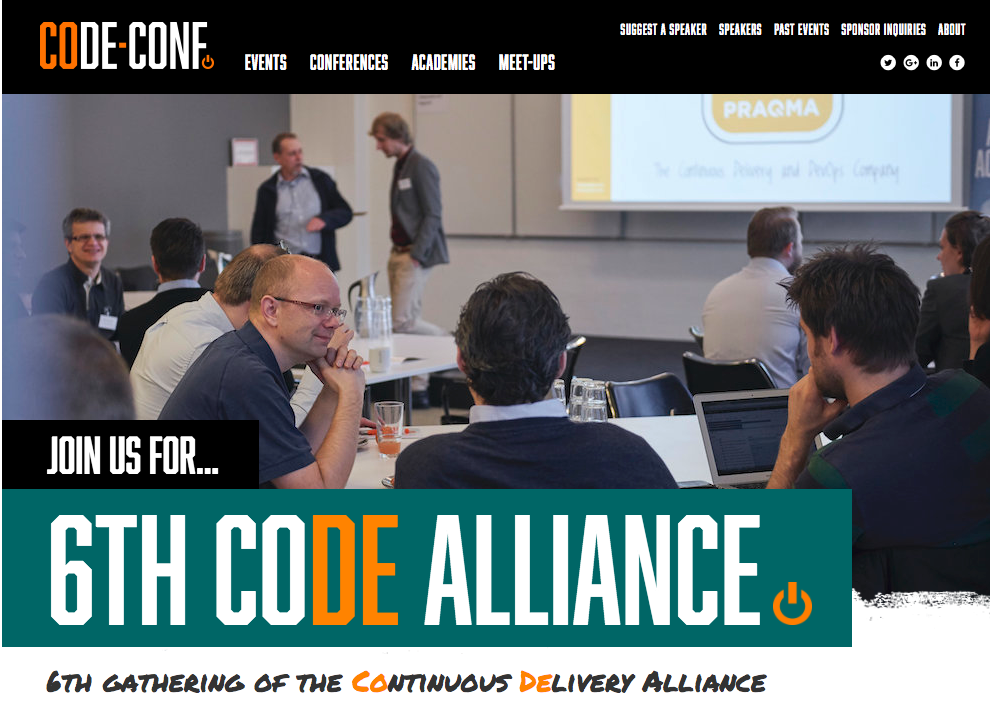 CODE-CONF
EVENTS CONFERENCES ACADEMIES MEET-UPS
SUGGEST A SPEAKER SPEAKERS PAST EVENTS SPONSOR INQUIRIES ABOUT
PRAQMA
The Continuous Delivery and DevOps Company
JOIN US FOR...
6TH CODE ALLIANCE
6TH GATHERING OF THE CONTINUOUS DELIVERY ALLIANCE